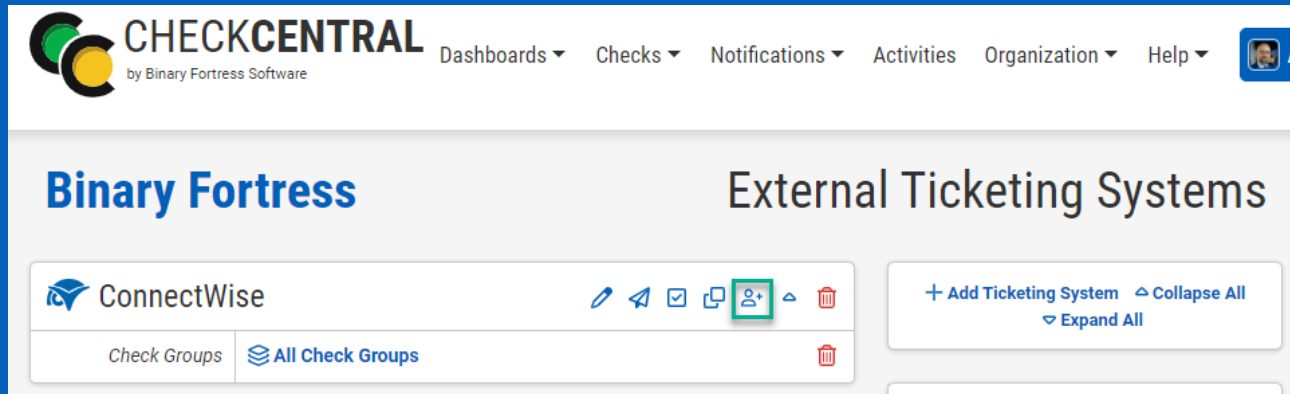 CHECKCENTRAL
by Binary Fortress Software
Dashboards Checks Notifications Activities Organization Help
Binary Fortress
External Ticketing Systems
ConnectWise
Check Groups
All Check Groups
+ Add Ticketing System
Collapse All
Expand All